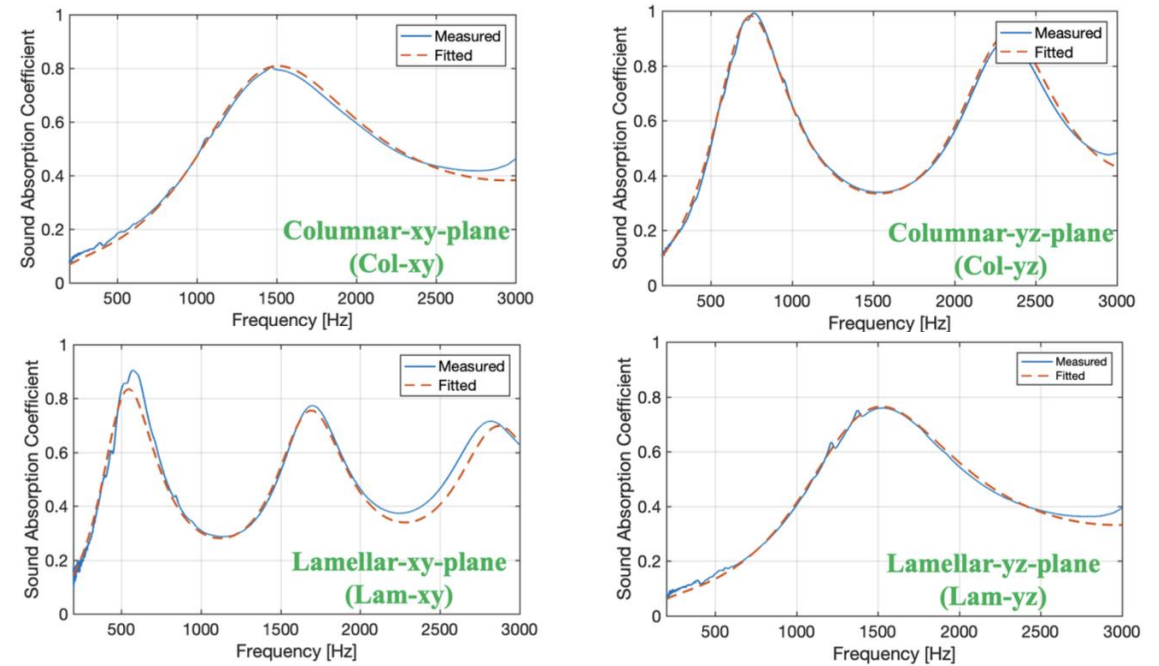 1
0.8
0.6
0.4
0.2
0
Sound Absorption Coefficient
Measured
Fitted
Columnar-xy-plane
(Col-xy)
500 1000 1500 2000 2500 3000
Frequency [Hz]
1
0.8
0.6
0.4
0.2
0
Sound Absorption Coefficient
Measured
Fitted
Columnar-yz-plane
(Col-yz)
500 1000 1500 2000 2500 3000
Frequency [Hz]
1
0.8
0.6
0.4
0.2
0
Sound Absorption Coefficient
Measured
Fitted
Lamellar-xy-plane
(Lam-xy)
500 1000 1500 2000 2500 3000
Frequency [Hz]
1
0.8
0.6
0.4
0.2
0
Sound Absorption Coefficient
Measured
Fitted
Lamellar-yz-plane
(Lam-yz)
500 1000 1500 2000 2500 3000
Frequency [Hz]